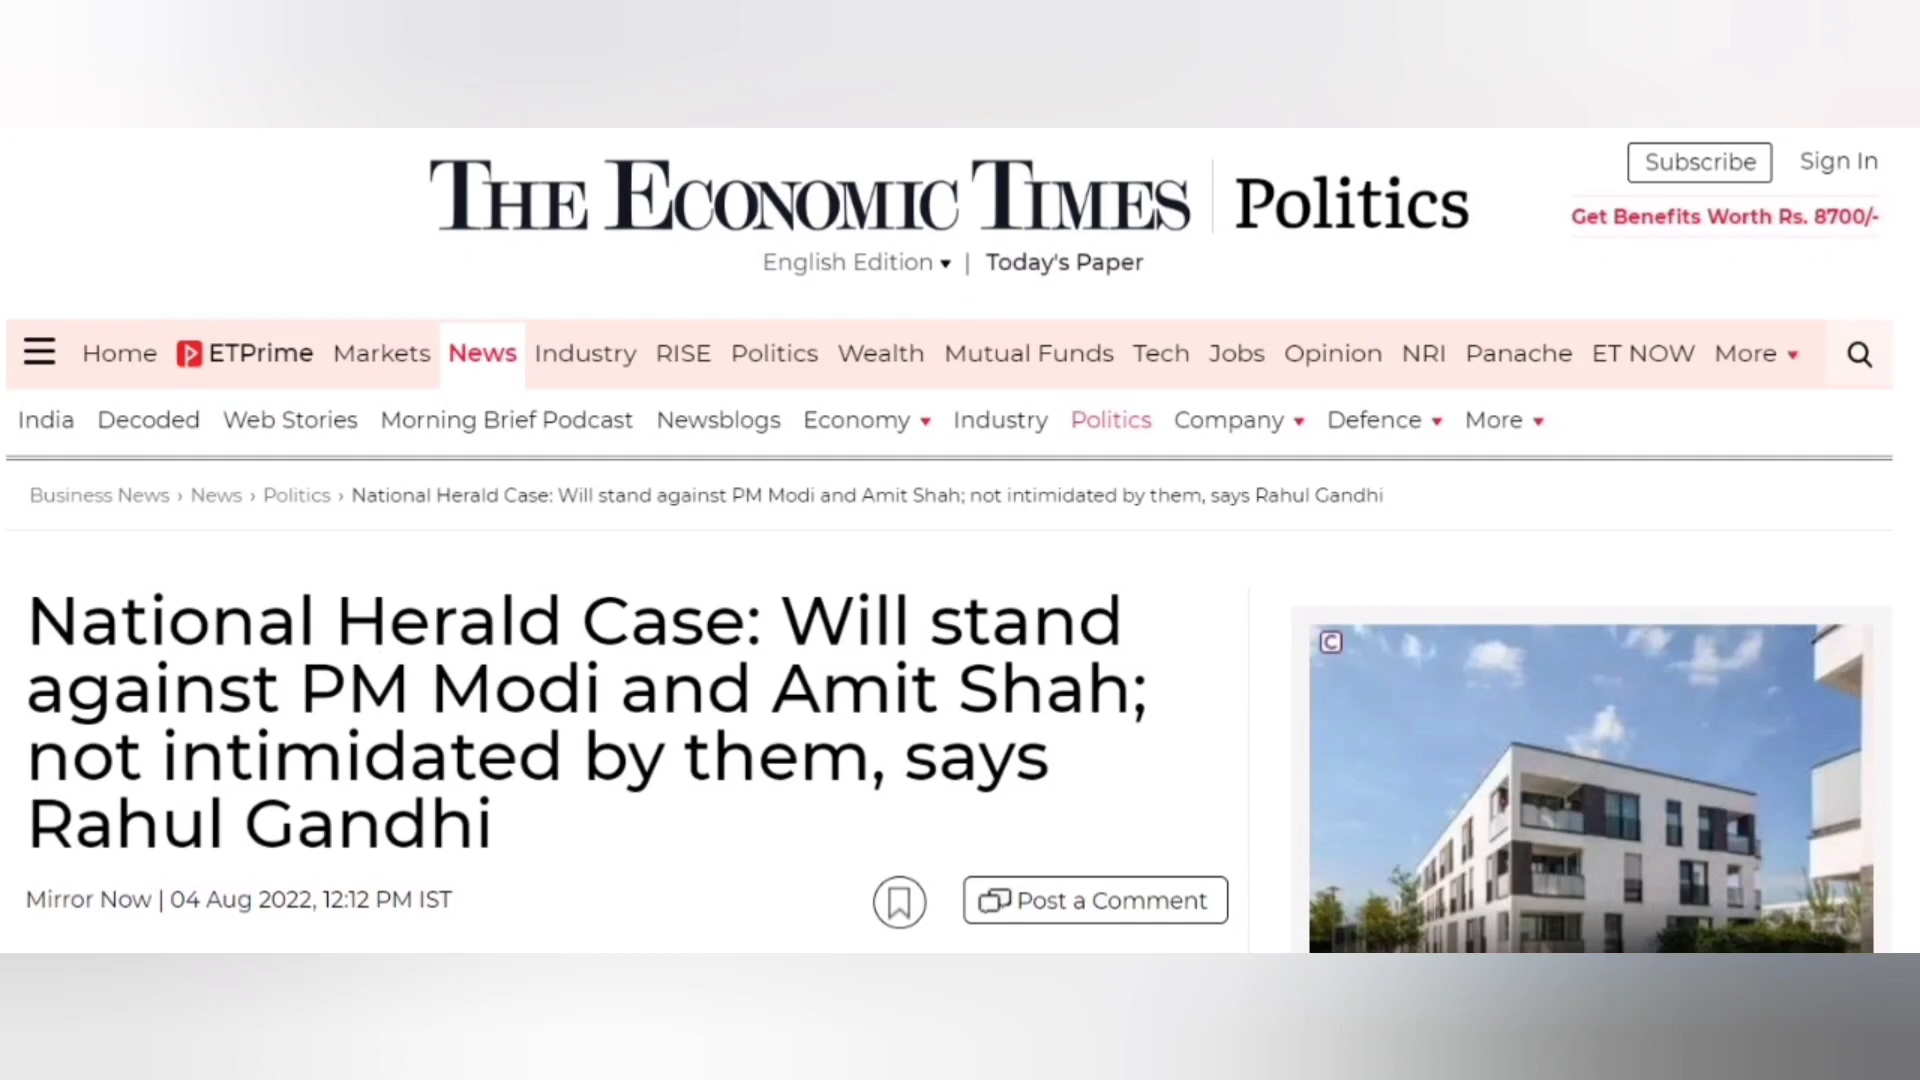 THE ECONOMIC TIMES | Politics
Subscribe Sign In
Get Benefits Worth Rs. 8700/-
English Edition ▾ | Today's Paper
Home ETPrime Markets News Industry RISE Politics Wealth Mutual Funds Tech Jobs Opinion NRI Panache ET NOW More ▾
India Decoded Web Stories Morning Brief Podcast Newsblogs Economy ▾ Industry Politics Company ▾ Defence ▾ More ▾
Business News › News › Politics › National Herald Case: Will stand against PM Modi and Amit Shah; not intimidated by them, says Rahul Gandhi
National Herald Case: Will stand
against PM Modi and Amit Shah;
not intimidated by them, says
Rahul Gandhi
Mirror Now | 04 Aug 2022, 12:12 PM IST
Post a Comment
C